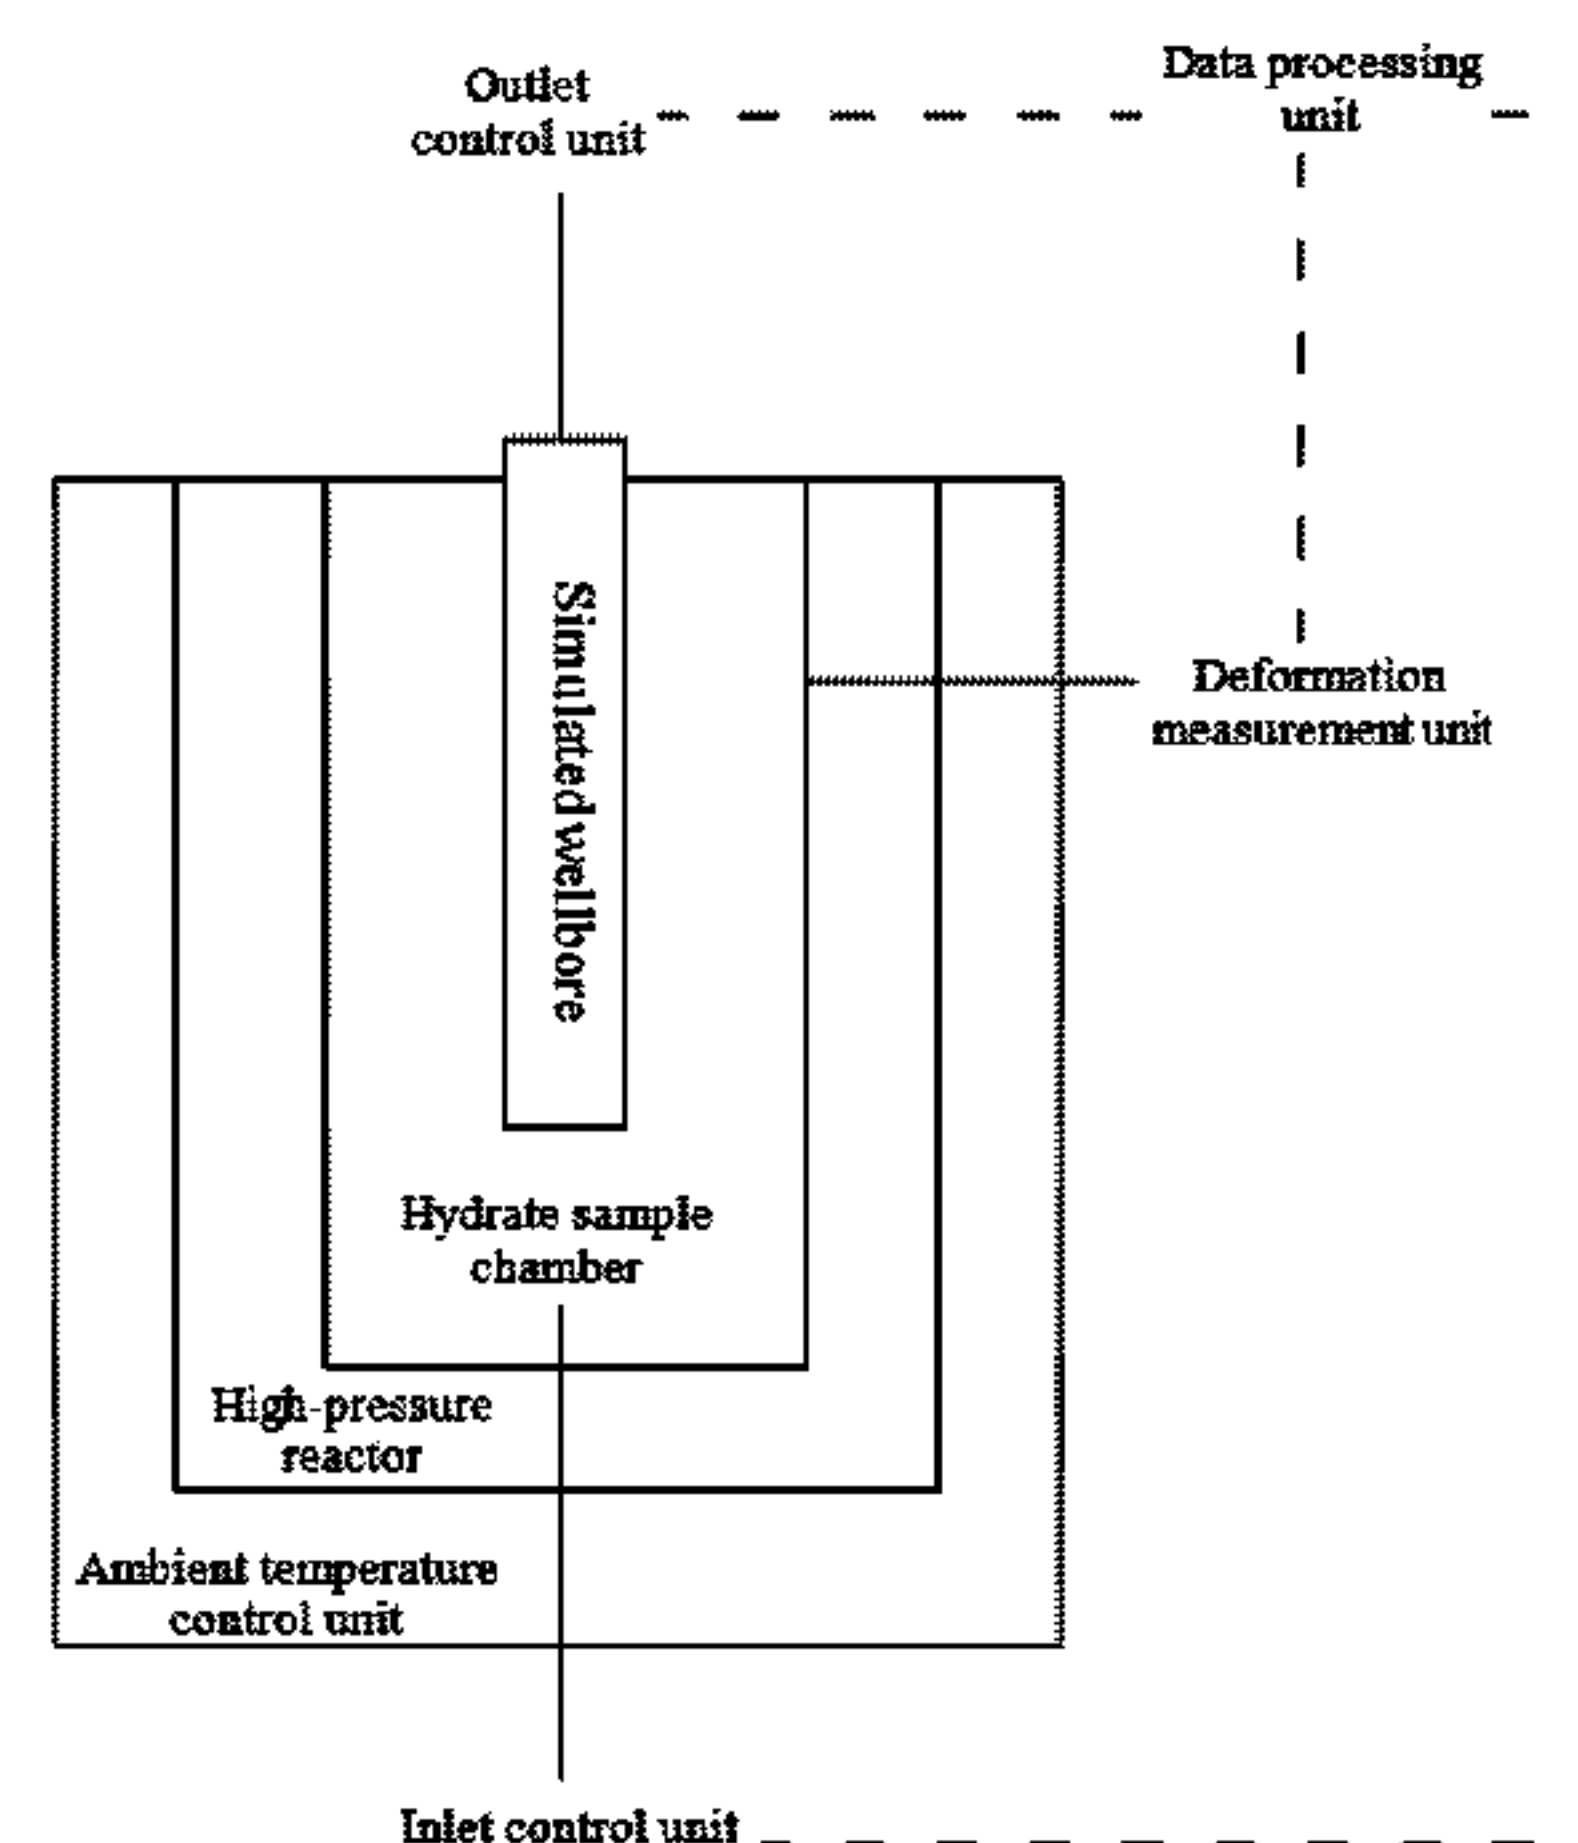 Outlet
control unit
Data processing
unit
Simulated wellbore
Deformation
measurement unit
Hydrate sample
chamber
High-pressure
reactor
Ambient temperature
control unit
Inlet control unit